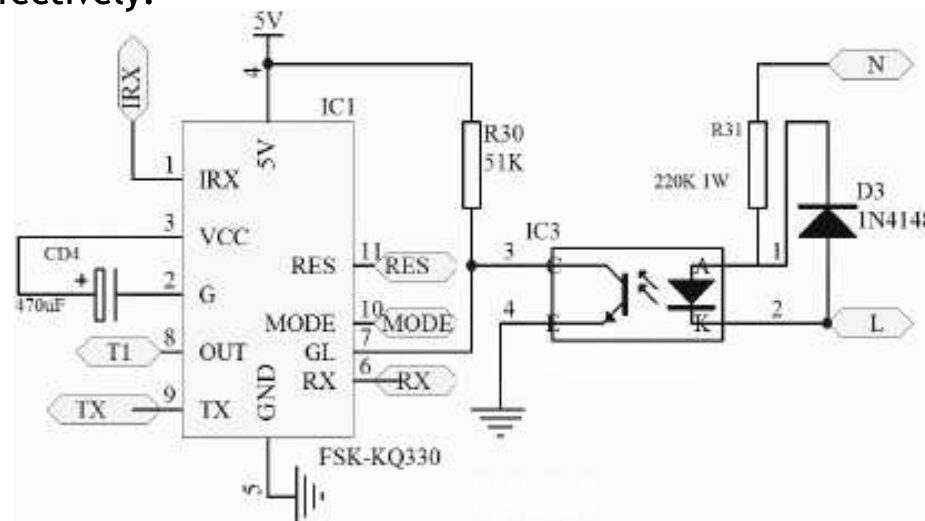 5V
4
IRX
IC1
N
R30
51K
R31
220K 1W
1
IRX
5V
3
VCC
CD4
470uF
2
G
RES
11
RES
MODE
10
MODE
8
T1
OUT
GL
7
RX
6
RX
TX
9
TX
GND
5
FSK-KQ330
IC3
3
C
A
1
4
E
K
2
L
D3
1N4148